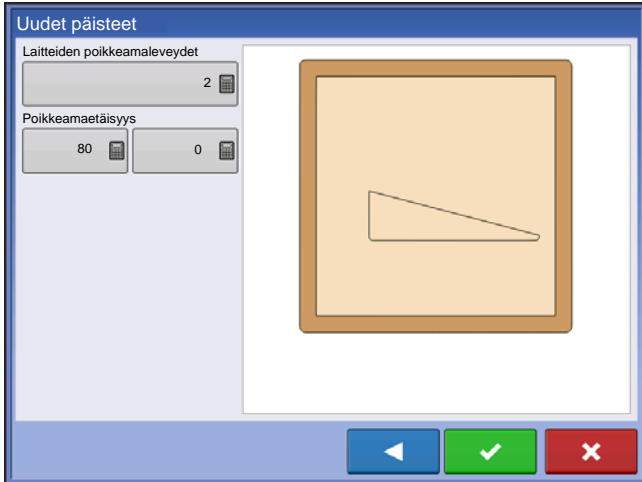 Uudet päisteet
Laitteiden poikkeamaleveydet
2
Poikkeamaetäisyys
80 0